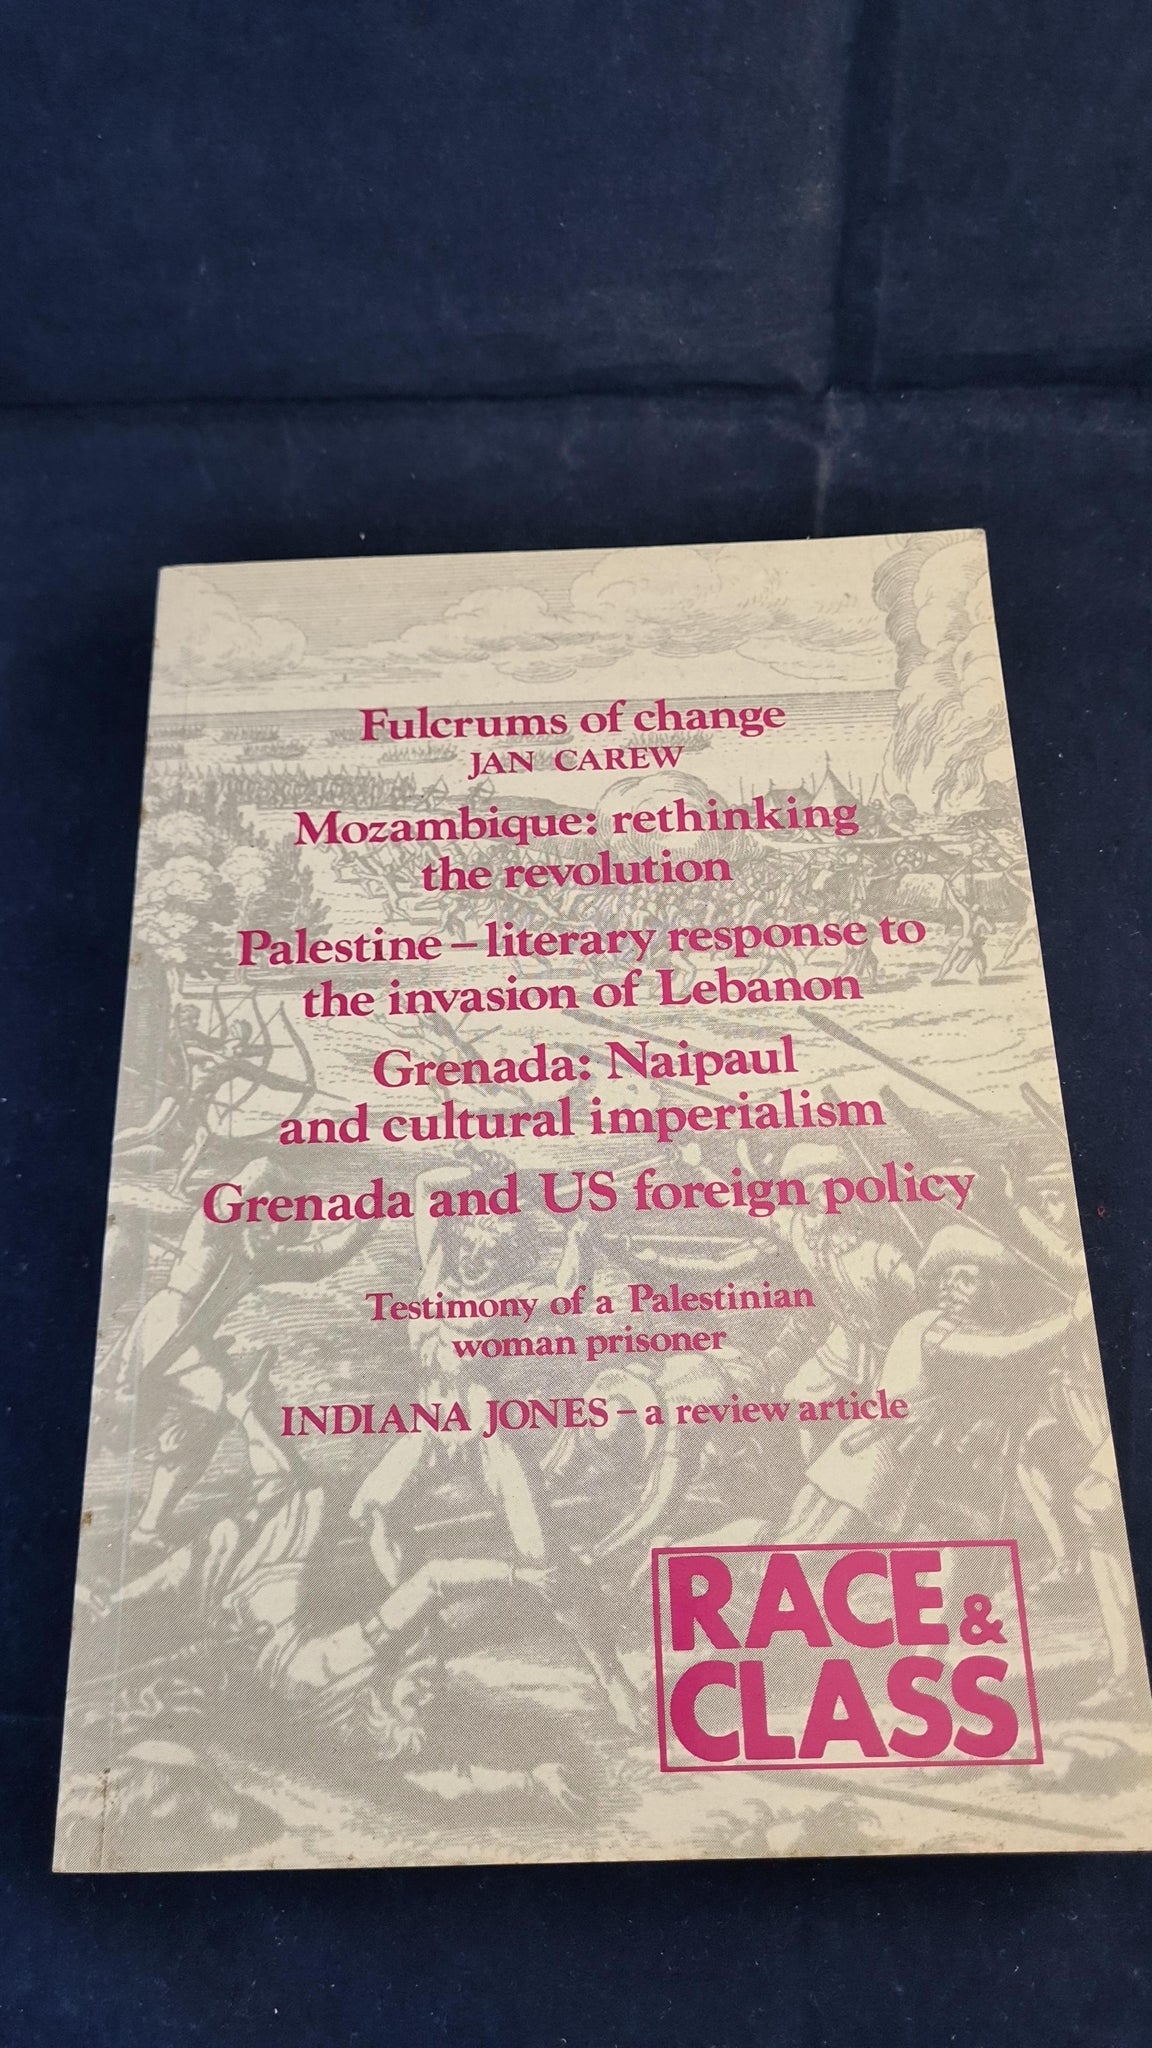 Fulcrums of change
JAN CAREW
Mozambique: rethinking
the revolution
Palestine – literary response to
the invasion of Lebanon
Grenada: Naipaul
and cultural imperialism
Grenada and US foreign policy
Testimony of a Palestinian
woman prisoner
INDIANA JONES – a review article
RACE &
CLASS